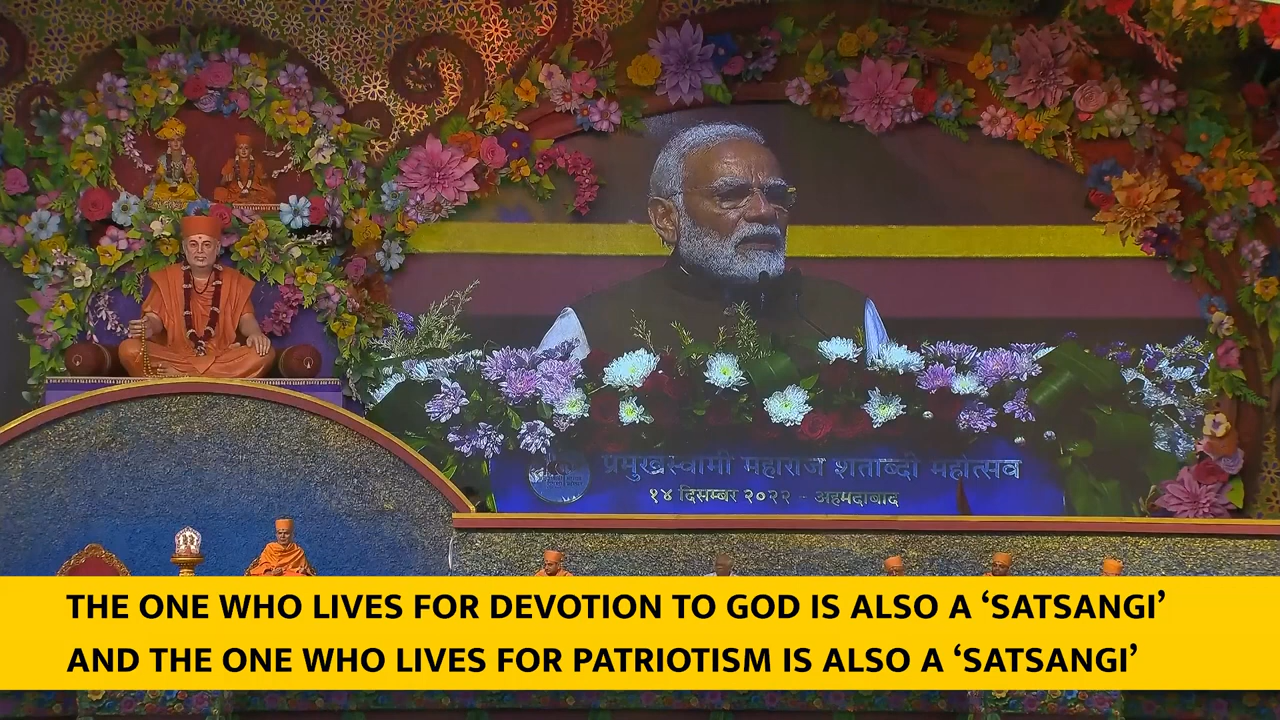 प्रमुखस्वामी महाराज शताब्दी महोत्सव
१४ दिसम्बर २०२२ - अहमदाबाद
THE ONE WHO LIVES FOR DEVOTION TO GOD IS ALSO A ‘SATSANGI’
AND THE ONE WHO LIVES FOR PATRIOTISM IS ALSO A ‘SATSANGI’